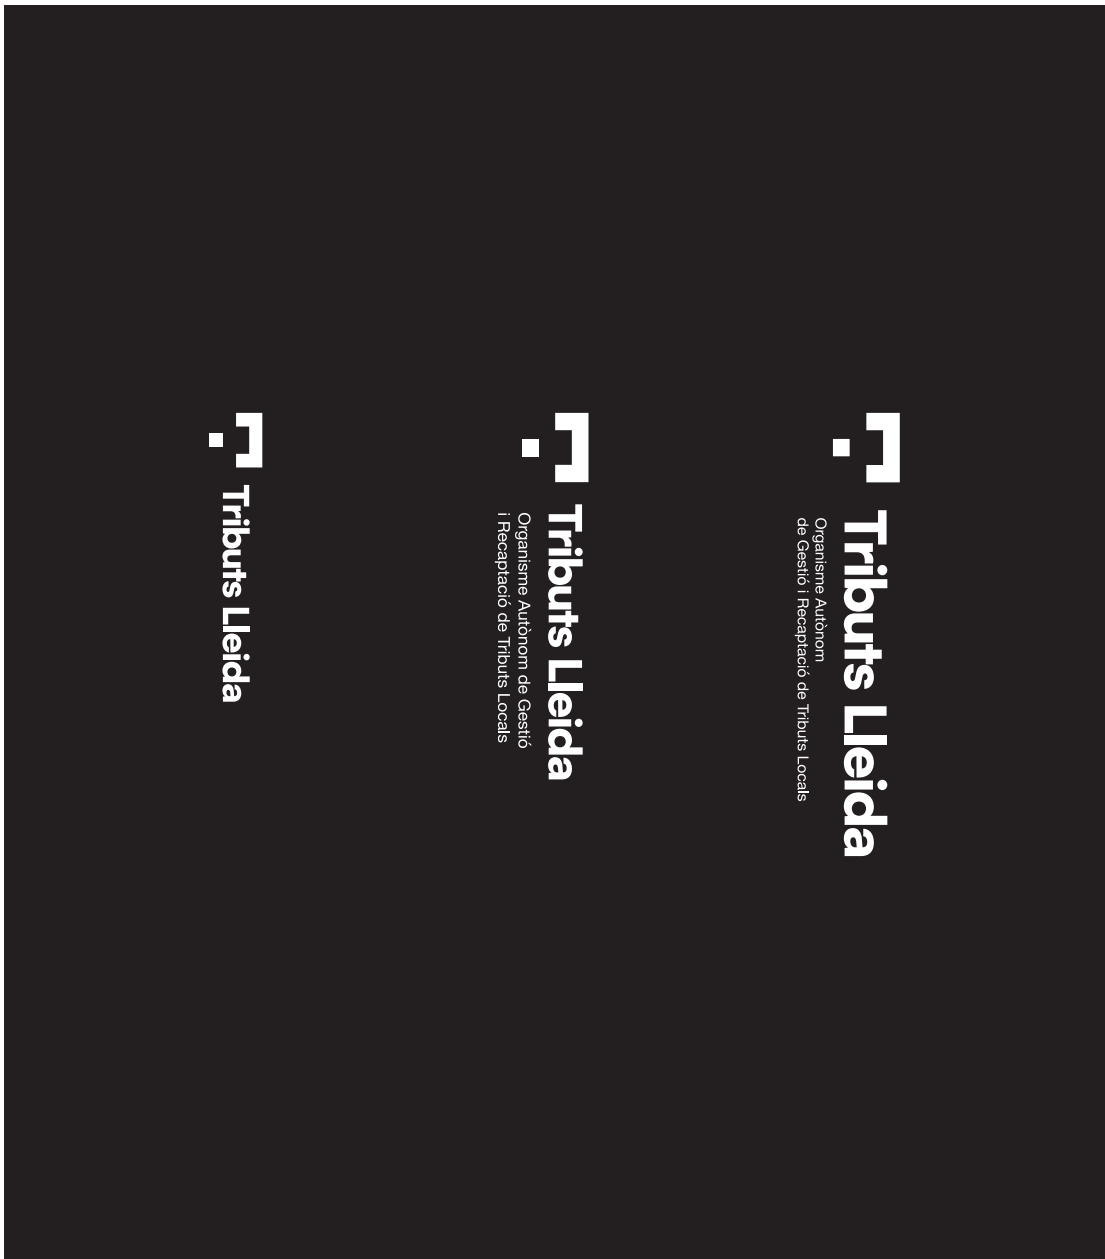 Tributs Lleida
Organisme Autònom
de Gestió i Recaptació de Tributs Locals
Tributs Lleida
Organisme Autònom de Gestió
i Recaptació de Tributs Locals
Tributs Lleida